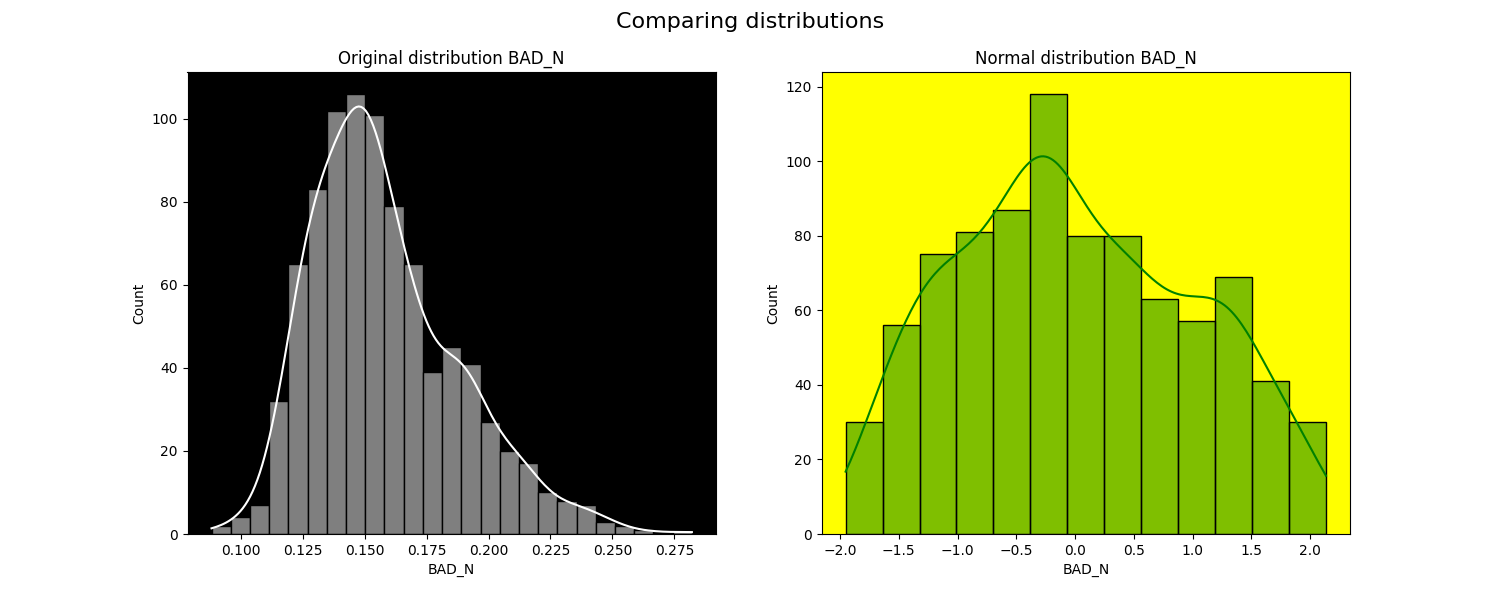 Comparing distributions
Original distribution BAD_N
Count
100
80
60
40
20
0
0.100 0.125 0.150 0.175 0.200 0.225 0.250 0.275
BAD_N
Normal distribution BAD_N
Count
120
100
80
60
40
20
0
−2.0 −1.5 −1.0 −0.5 0.0 0.5 1.0 1.5 2.0
BAD_N